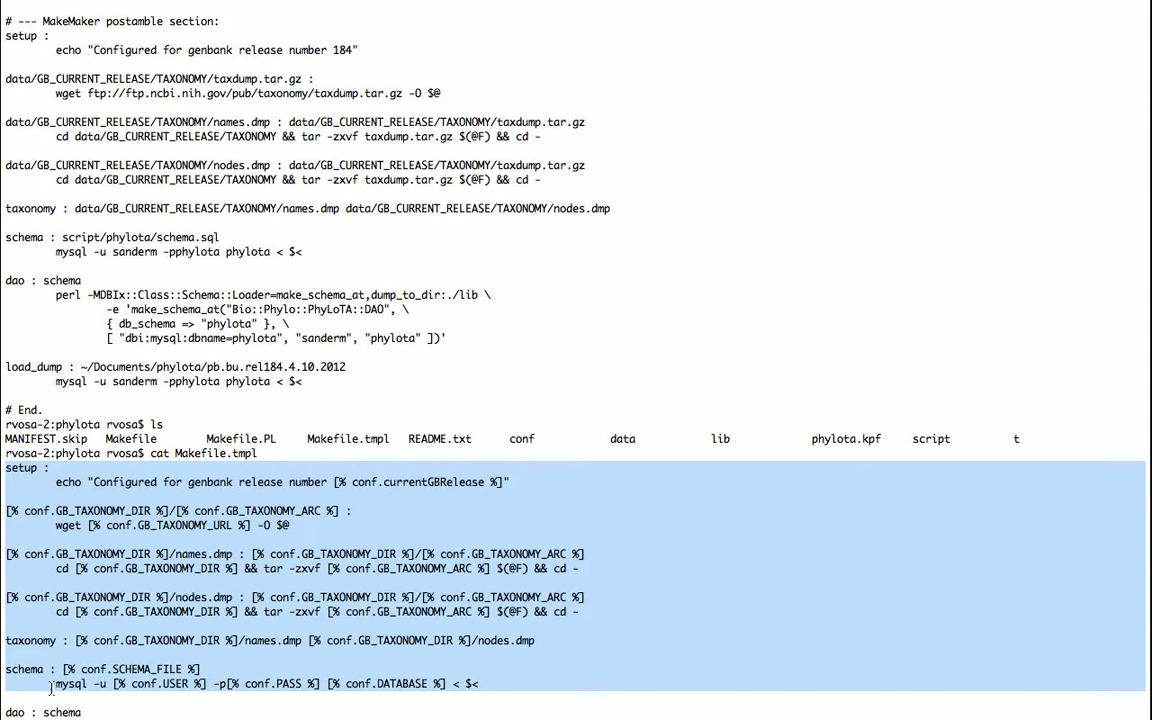 # --- MakeMaker postamble section:
setup :
echo "Configured for genbank release number 184"
data/GB_CURRENT_RELEASE/TAXONOMY/taxdump.tar.gz :
wget ftp://ftp.ncbi.nih.gov/pub/taxonomy/taxdump.tar.gz -O $@
data/GB_CURRENT_RELEASE/TAXONOMY/names.dmp : data/GB_CURRENT_RELEASE/TAXONOMY/taxdump.tar.gz
cd data/GB_CURRENT_RELEASE/TAXONOMY && tar -zxvf taxdump.tar.gz $(@F) && cd -
data/GB_CURRENT_RELEASE/TAXONOMY/nodes.dmp : data/GB_CURRENT_RELEASE/TAXONOMY/taxdump.tar.gz
cd data/GB_CURRENT_RELEASE/TAXONOMY && tar -zxvf taxdump.tar.gz $(@F) && cd -
taxonomy : data/GB_CURRENT_RELEASE/TAXONOMY/names.dmp data/GB_CURRENT_RELEASE/TAXONOMY/nodes.dmp
schema : script/phylota/schema.sql
mysql -u sanderm -pphylota phylota < $<
dao : schema
perl -MDBIx::Class::Schema::Loader=make_schema_at,dump_to_dir:./lib \
-e 'make_schema_at("Bio::Phylo::PhyLoTA::DAO", \
{ db_schema => "phylota" }, \
[ "dbi:mysql:dbname=phylota", "sanderm", "phylota" ])'
load_dump : ~/Documents/phylota/pb.bu.rel184.4.10.2012
mysql -u sanderm -pphylota phylota < $<
# End.
rvosa-2:phylota rvosa$ ls
MANIFEST.skip Makefile Makefile.PL Makefile.tmpl README.txt conf data lib phylota.kpf script t
rvosa-2:phylota rvosa$ cat Makefile.tmpl
setup :
echo "Configured for genbank release number [% conf.currentGBRelease %]"
[% conf.GB_TAXONOMY_DIR %]/[% conf.GB_TAXONOMY_ARC %] :
wget [% conf.GB_TAXONOMY_URL %] -O $@
[% conf.GB_TAXONOMY_DIR %]/names.dmp : [% conf.GB_TAXONOMY_DIR %]/[% conf.GB_TAXONOMY_ARC %]
cd [% conf.GB_TAXONOMY_DIR %] && tar -zxvf [% conf.GB_TAXONOMY_ARC %] $(@F) && cd -
[% conf.GB_TAXONOMY_DIR %]/nodes.dmp : [% conf.GB_TAXONOMY_DIR %]/[% conf.GB_TAXONOMY_ARC %]
cd [% conf.GB_TAXONOMY_DIR %] && tar -zxvf [% conf.GB_TAXONOMY_ARC %] $(@F) && cd -
taxonomy : [% conf.GB_TAXONOMY_DIR %]/names.dmp [% conf.GB_TAXONOMY_DIR %]/nodes.dmp
schema : [% conf.SCHEMA_FILE %]
mysql -u [% conf.USER %] -p[% conf.PASS %] [% conf.DATABASE %] < $<
dao : schema